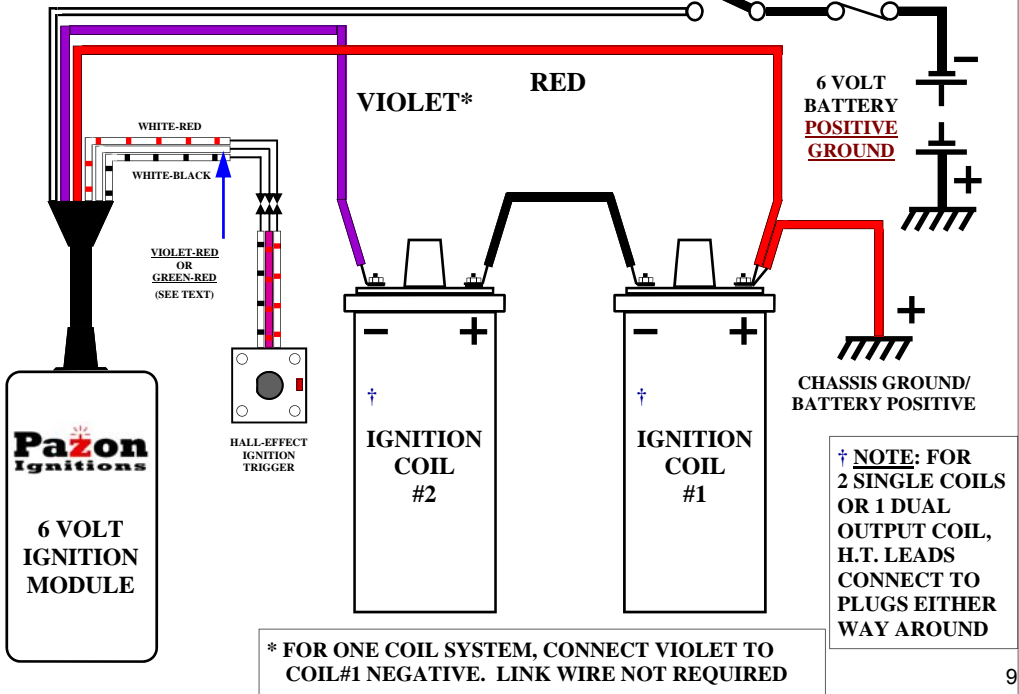 RED
VIOLET*
6 VOLT
BATTERY
POSITIVE
GROUND
−
+
WHITE-RED
WHITE-BLACK
VIOLET-RED
OR
GREEN-RED
(SEE TEXT)
HALL-EFFECT
IGNITION
TRIGGER
Pazon
Ignitions
6 VOLT
IGNITION
MODULE
− +
†
IGNITION
COIL
#2
− +
†
IGNITION
COIL
#1
+
CHASSIS GROUND/
BATTERY POSITIVE
† NOTE: FOR
2 SINGLE COILS
OR 1 DUAL
OUTPUT COIL,
H.T. LEADS
CONNECT TO
PLUGS EITHER
WAY AROUND
* FOR ONE COIL SYSTEM, CONNECT VIOLET TO
COIL#1 NEGATIVE. LINK WIRE NOT REQUIRED
9